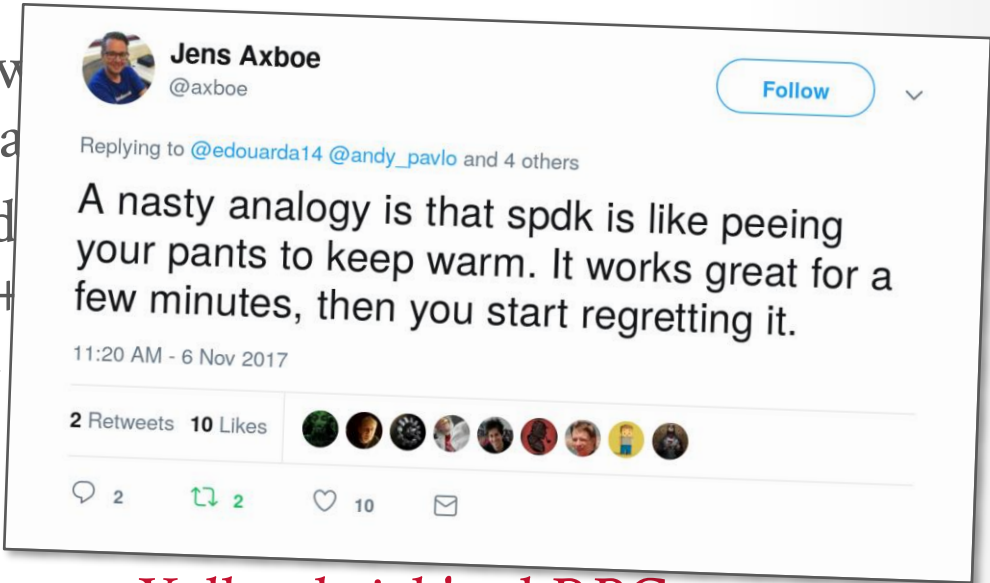 Jens Axboe
@axboe
Follow
Replying to @edouarda14 @andy_pavlo and 4 others
A nasty analogy is that spdk is like peeing
your pants to keep warm. It works great for a
few minutes, then you start regretting it.
11:20 AM - 6 Nov 2017
2 Retweets 10 Likes
2 2 10